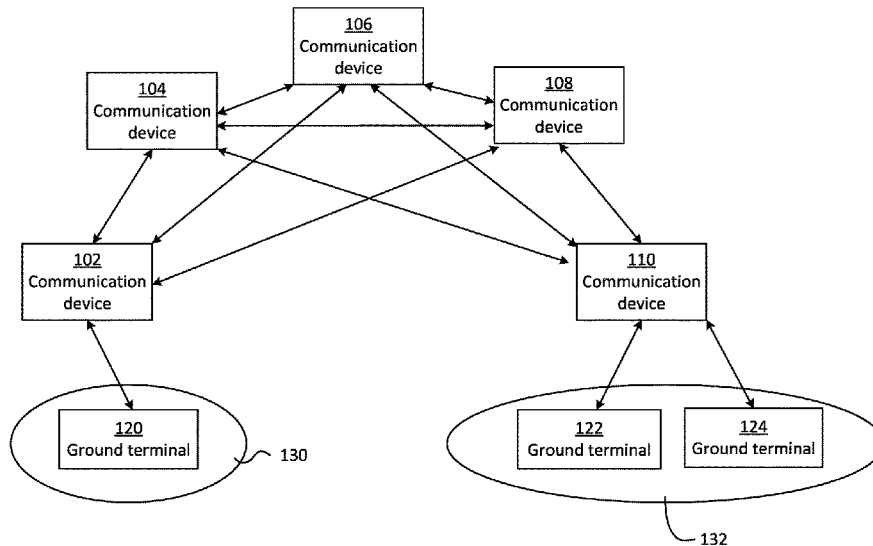 106
Communication
device
104
Communication
device
108
Communication
device
102
Communication
device
110
Communication
device
120
Ground terminal
130
122
Ground terminal
124
Ground terminal
132